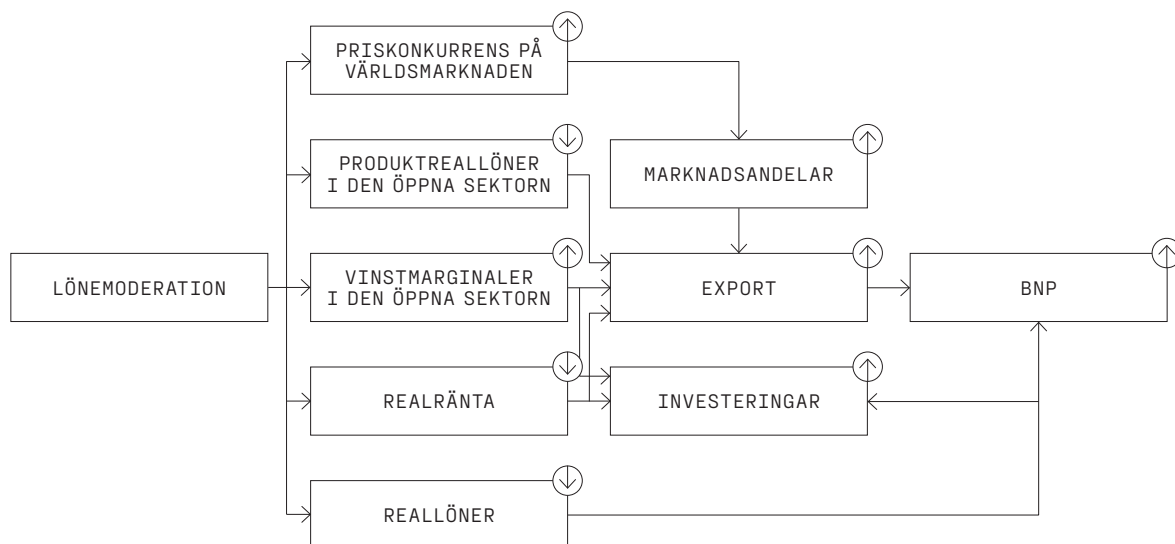 PRISKONKURRENS PÅ
VÄRLDSMARKNADEN
PRODUKTREALLÖNER
I DEN ÖPPNA SEKTORN
MARKNADSANDELAR
LÖNEMODERATION
VINSTMARGINALER
I DEN ÖPPNA SEKTORN
EXPORT
BNP
REALRÄNTA
INVESTERINGAR
REALLÖNER